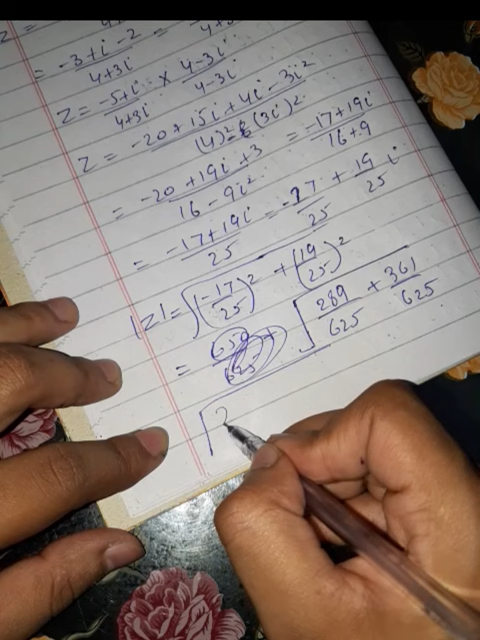 = -3+i-2 / 4+3i =
Z = -5+i / 4+3i × 4-3i / 4-3i
Z = -20+15i+4i-3i² / (4)²-(3i)²
= -20+19i+3 / 16-9i² = -17+19i / 16+9
= -17+19i / 25 = -17/25 + 19/25 i
|Z| = √(-17/25)² + (19/25)²
= √289/625 + 361/625